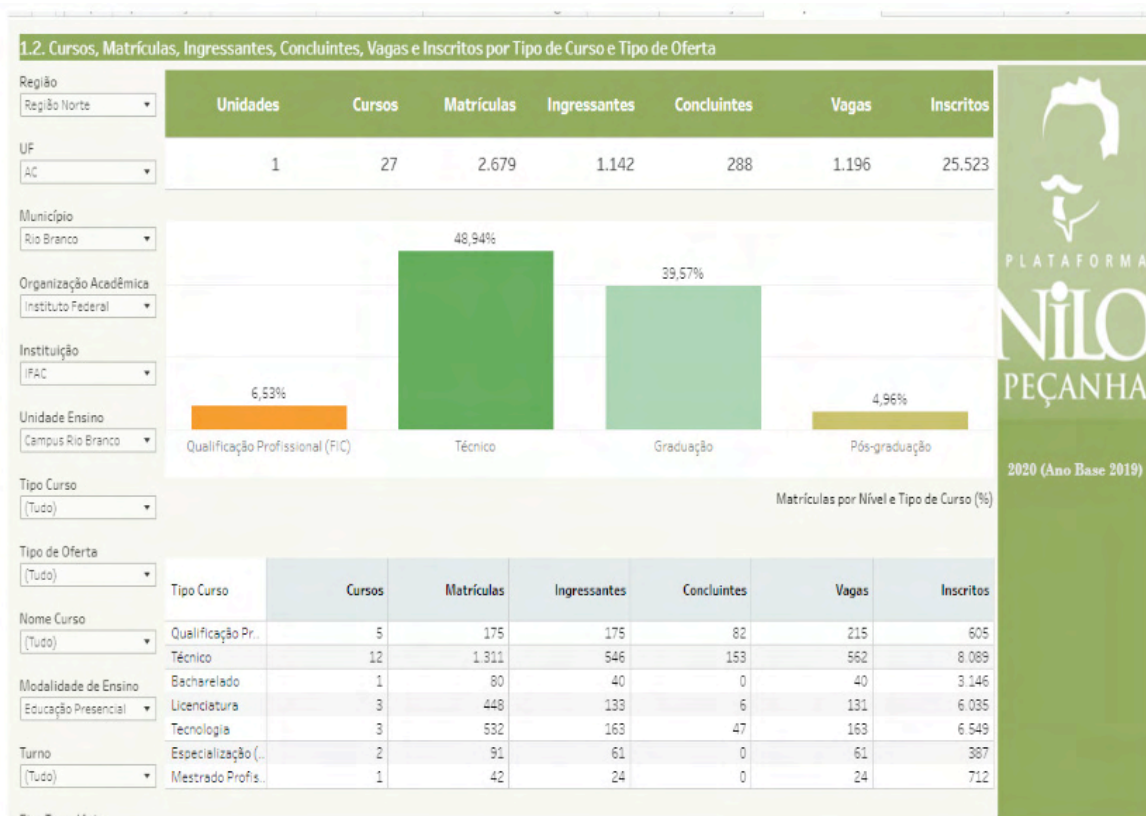 1.2. Cursos, Matrículas, Ingressantes, Concluintes, Vagas e Inscritos por Tipo de Curso e Tipo de Oferta
Região
Região Norte
UF
AC
Município
Rio Branco
Organização Acadêmica
Instituto Federal
Instituição
IFAC
Unidade Ensino
Campus Rio Branco
Tipo Curso
(Tudo)
Tipo de Oferta
(Tudo)
Nome Curso
(Tudo)
Modalidade de Ensino
Educação Presencial
Turno
(Tudo)
Unidades Cursos Matrículas Ingressantes Concluintes Vagas Inscritos
1 27 2.679 1.142 288 1.196 25.523
48,94%
39,57%
6,53%
4,96%
Qualificação Profissional (FIC) Técnico Graduação Pós-graduação
Matrículas por Nível e Tipo de Curso (%)
Tipo Curso Cursos Matrículas Ingressantes Concluintes Vagas Inscritos
Qualificação Pr.. 5 175 175 82 215 605
Técnico 12 1.311 546 153 562 8.089
Bacharelado 1 80 40 0 40 3.146
Licenciatura 3 448 133 6 131 6.035
Tecnologia 3 532 163 47 163 6.549
Especialização (.. 2 91 61 0 61 387
Mestrado Profis.. 1 42 24 0 24 712
PLATAFORMA
NiLO
PEÇANHA
2020 (Ano Base 2019)